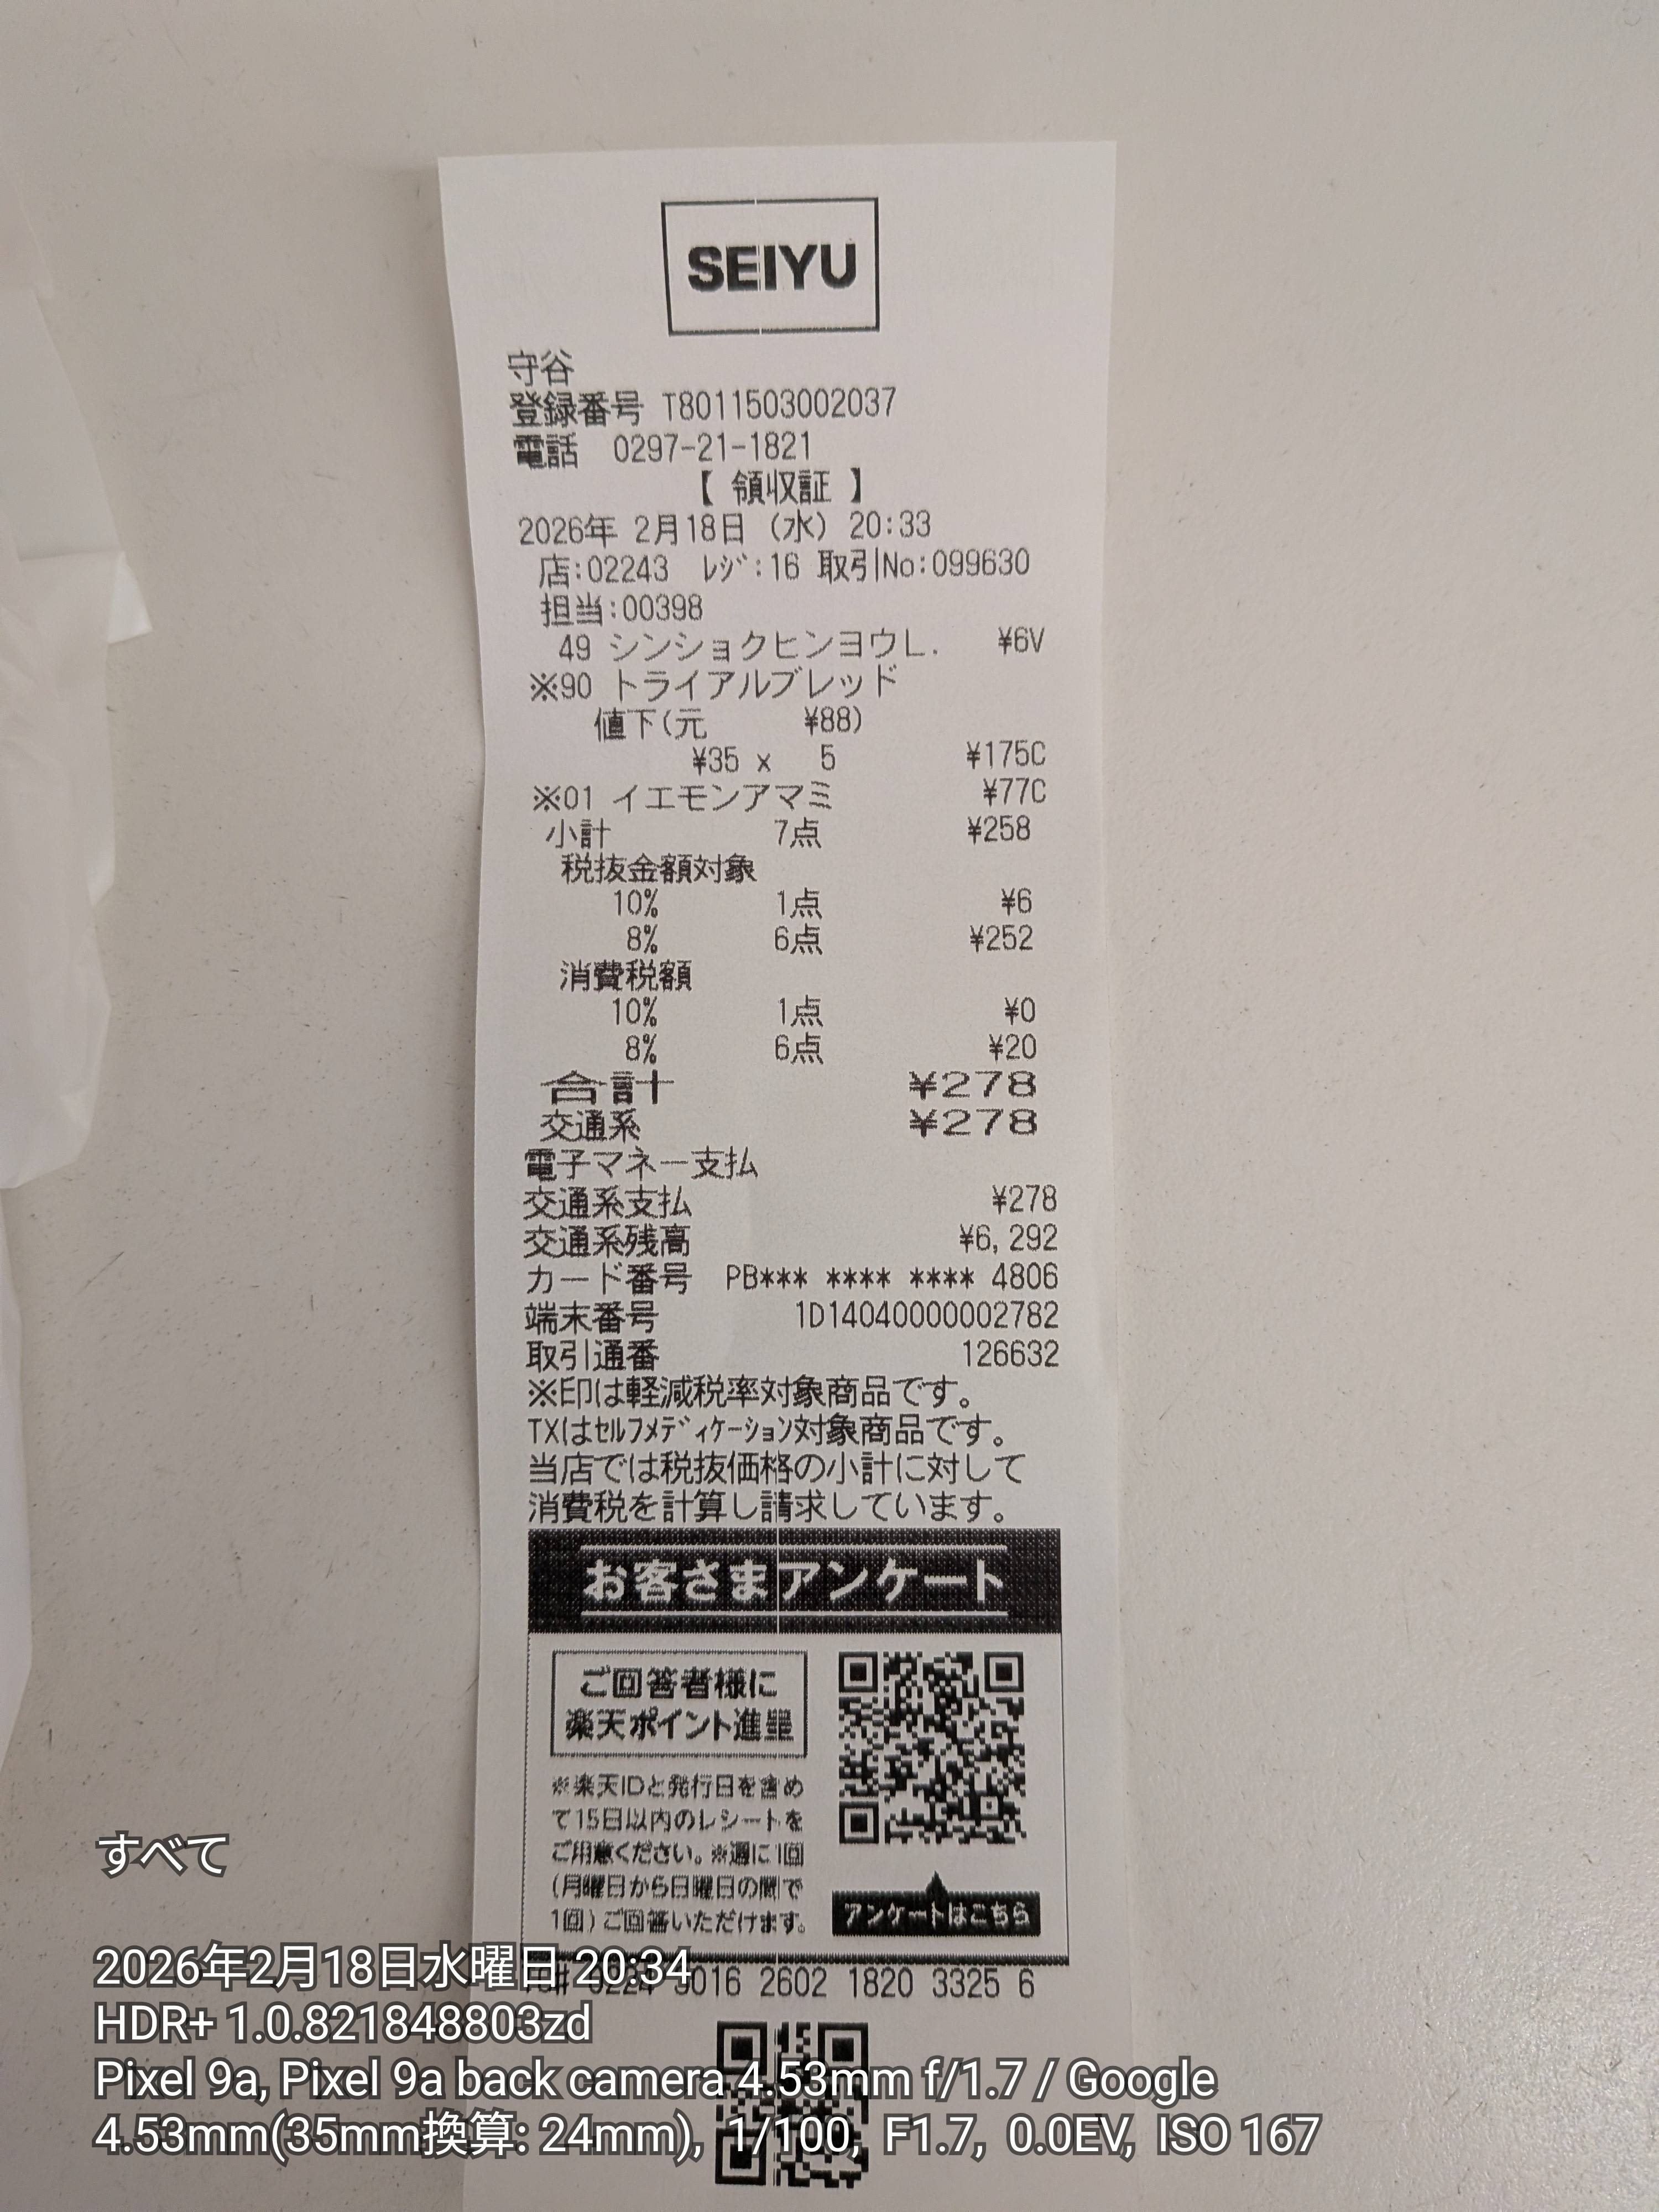 SEIYU
守谷
登録番号 T8011503002037
電話 0297-21-1821
【 領収証 】
2026年 2月18日 (水) 20:33
店:02243 レジ:16 取引No:099630
担当:00398
49 シンショクヒンヨウL. ¥6V
※90 トライアルブレッド
値下(元 ¥88)
¥35 x 5 ¥175C
※01 イエモンアマミ ¥77C
小計 7点 ¥258
税抜金額対象
10% 1点 ¥6
8% 6点 ¥252
消費税額
10% 1点 ¥0
8% 6点 ¥20
合計 ¥278
交通系 ¥278
電子マネー支払
交通系支払 ¥278
交通系残高 ¥6,292
カード番号 PB*** **** **** 4806
端末番号 1D14040000002782
取引通番 126632
※印は軽減税率対象商品です。
TXはセルフメディケーション対象商品です。
当店では税抜価格の小計に対して
消費税を計算し請求しています。
お客さまアンケート
ご回答者様に
楽天ポイント進呈
※楽天IDと発行日を含め
て15日以内のレシートを
ご用意ください。※週に1回
(月曜日から日曜日の間で
1回)ご回答いただけます。
アンケートはこちら
9016 2602 1820 3325 6
すべて
2026年2月18日水曜日 20:34
HDR+ 1.0.821848803zd
Pixel 9a, Pixel 9a back camera 4.53mm f/1.7 / Google
4.53mm(35mm換算: 24mm), 1/100, F1.7, 0.0EV, ISO 167